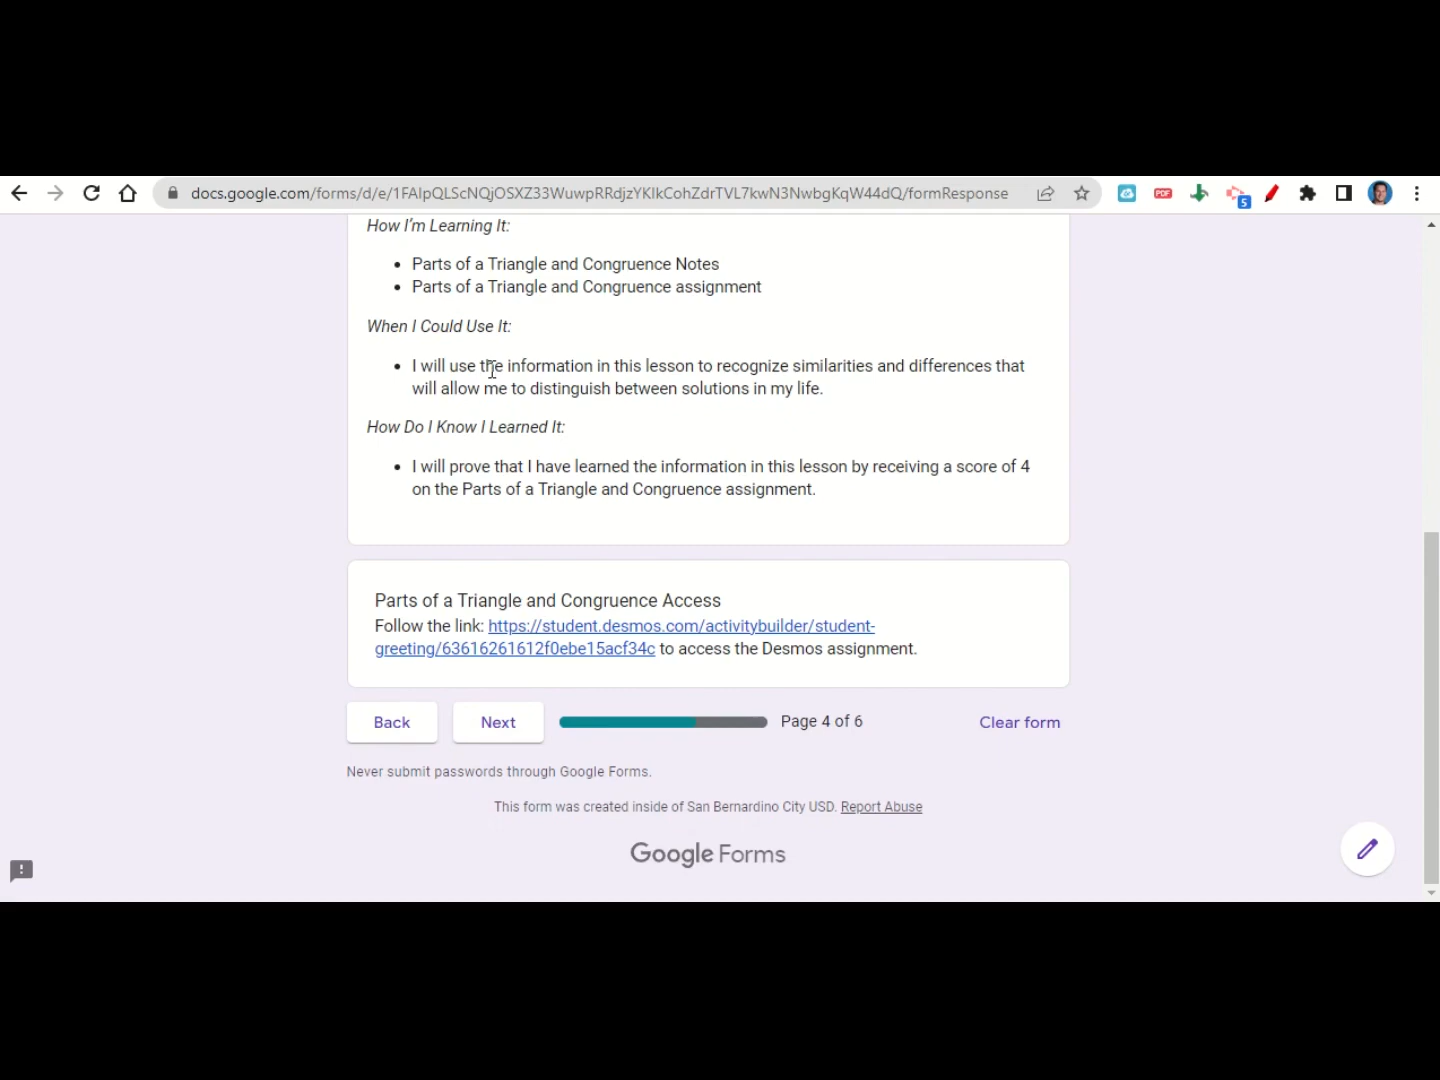 docs.google.com/forms/d/e/1FAIpQLScNQjOSXZ33WuwpRRdjzYKIkCohZdrTVL7kwN3NwbgKqW44dQ/formResponse
PDF
5
How I'm Learning It:
• Parts of a Triangle and Congruence Notes
• Parts of a Triangle and Congruence assignment
When I Could Use It:
• I will use the information in this lesson to recognize similarities and differences that
will allow me to distinguish between solutions in my life.
How Do I Know I Learned It:
• I will prove that I have learned the information in this lesson by receiving a score of 4
on the Parts of a Triangle and Congruence assignment.
Parts of a Triangle and Congruence Access
Follow the link: https://student.desmos.com/activitybuilder/student-
greeting/63616261612f0ebe15acf34c to access the Desmos assignment.
Back Next Page 4 of 6 Clear form
Never submit passwords through Google Forms.
This form was created inside of San Bernardino City USD. Report Abuse
Google Forms